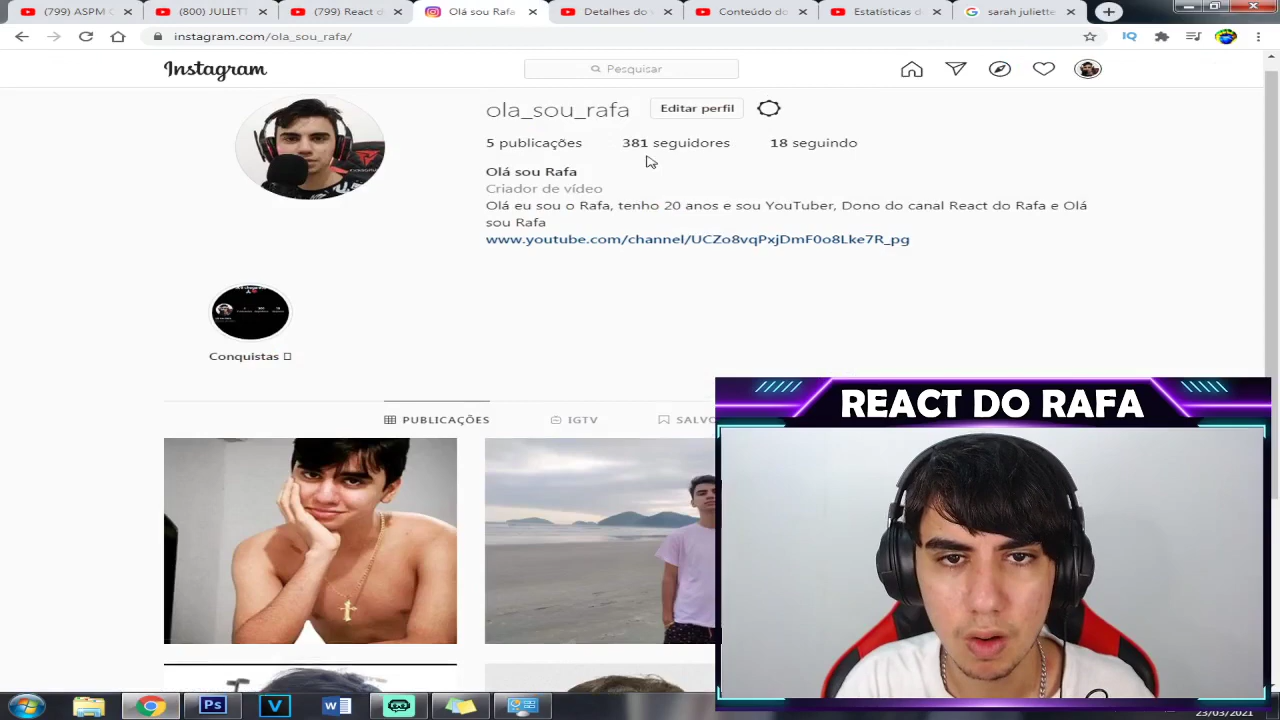 (799) ASPM C
(800) JULIETT
(799) React d
Olá sou Rafa
Detalhes do v
Conteúdo do
Estatísticas d
sarah juliette
instagram.com/ola_sou_rafa/
IQ
Instagram
Pesquisar
ola_sou_rafa
Editar perfil
5 publicações
381 seguidores
18 seguindo
Olá sou Rafa
Criador de vídeo
Olá eu sou o Rafa, tenho 20 anos e sou YouTuber, Dono do canal React do Rafa e Olá
sou Rafa
www.youtube.com/channel/UCZo8vqPxjDmF0o8Lke7R_pg
Conquistas
PUBLICAÇÕES
IGTV
SALVO
REACT DO RAFA
Ps
V
W
23/03/2021